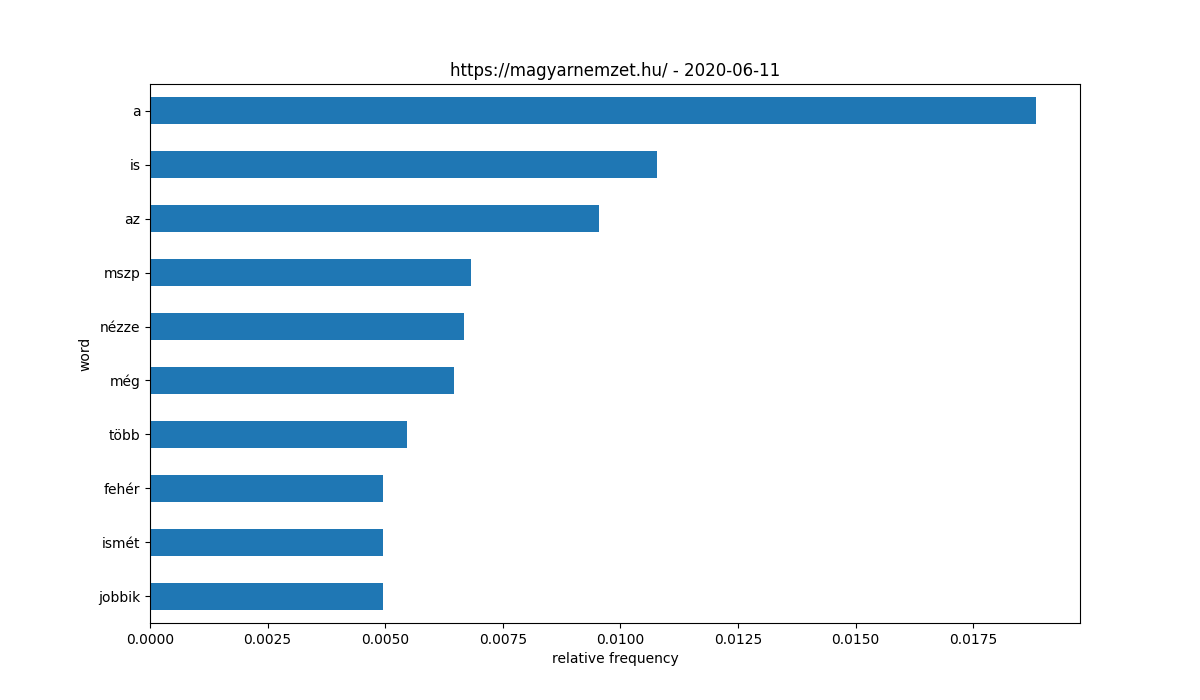 https://magyarnemzet.hu/ - 2020-06-11
a
is
az
mszp
nézze
még
több
fehér
ismét
jobbik
word
0.0000 0.0025 0.0050 0.0075 0.0100 0.0125 0.0150 0.0175
relative frequency